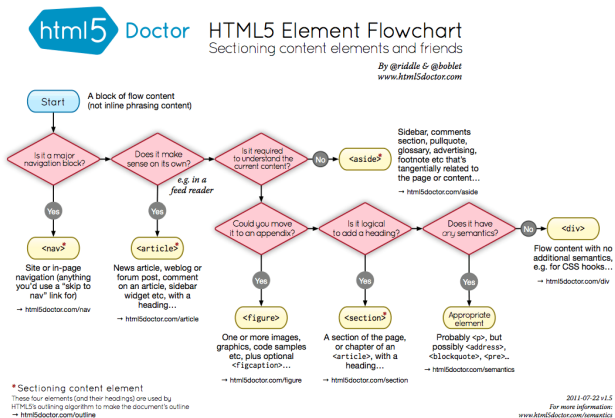 html5 Doctor
HTML5 Element Flowchart
Sectioning content elements and friends
By @riddle & @boblet
www.html5doctor.com
Start
A block of flow content
(not inline phrasing content)
Is it a major
navigation block?
Does it make
sense on its own?
e.g. in a
feed reader
Is it required
to understand the
current content?
No
<aside>*
Sidebar, comments
section, pullquote,
glossary, advertising,
footnote etc that's
tangentially related to
the page or content…
→ html5doctor.com/aside
Yes
<nav>*
Site or in-page
navigation (anything
you'd use a "skip to
nav" link for)
→ html5doctor.com/nav
Yes
<article>*
News article, weblog or
forum post, comment
on an article, sidebar
widget etc, with a
heading…
→ html5doctor.com/article
Could you move
it to an appendix?
Is it logical
to add a heading?
Does it have
any semantics?
No
<div>
Flow content with no
additional semantics,
e.g. for CSS hooks…
→ html5doctor.com/div
Yes
<figure>
One or more images,
graphics, code samples
etc, plus optional
<figcaption>…
→ html5doctor.com/figure
Yes
<section>*
A section of the page,
or chapter of an
<article>, with a
heading…
→ html5doctor.com/section
Yes
Appropriate
element
Probably <p>, but
possibly <address>,
<blockquote>, <pre>…
→ html5doctor.com/semantics
*Sectioning content element
These four elements (and their headings) are used by
HTML5's outlining algorithm to make the document's outline
→ html5doctor.com/outline
2011-07-22 v1.5
For more information:
www.html5doctor.com/semantics